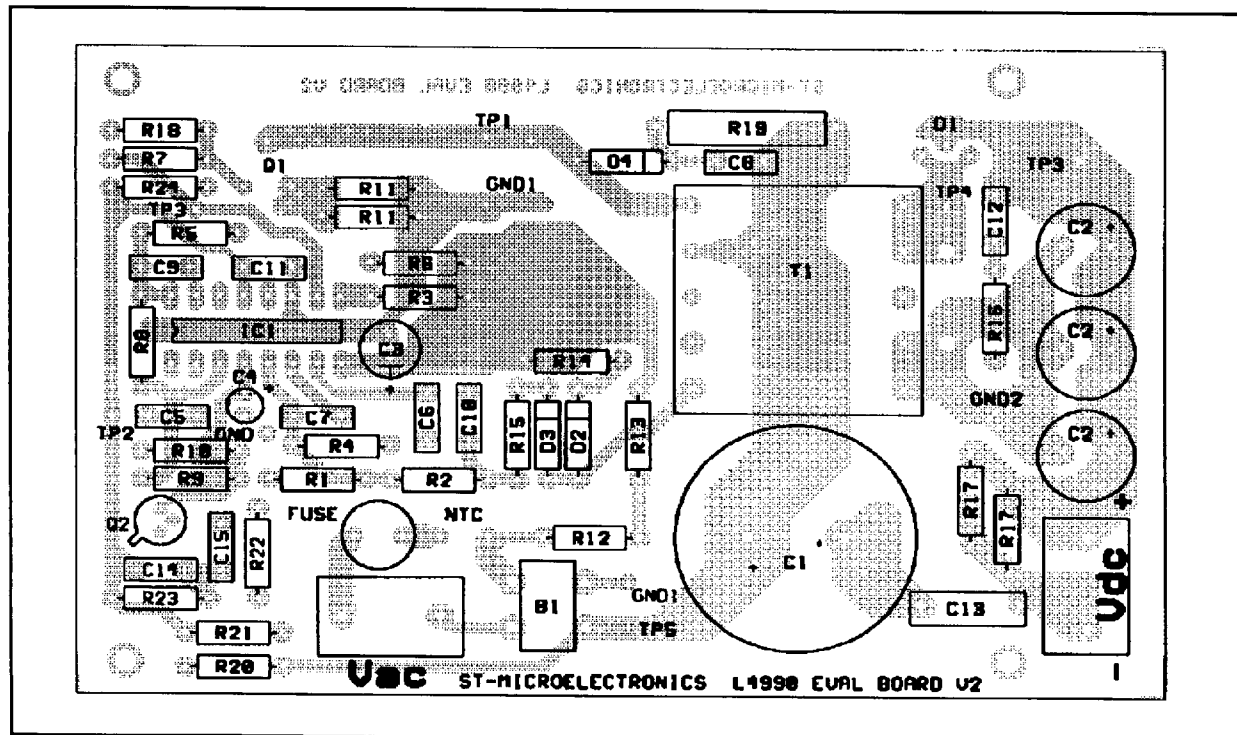 ST-MICROELECTRONICS L4990 EVAL BOARD V2
TP1
R19
D1
R18
R7
Q1
D4
C8
TP3
R24
R11
GND1
TP4
TP3
R11
C12
R5
C2
C9
C11
R6
T1
R3
R16
R8
IC1
C3
C2
R14
C4
GND2
C5
C7
C6
C10
R15
D3
D2
R13
C2
TP2
GND
R10
R4
R9
R1
R2
R17
R17
Q2
FUSE
NTC
C15
R22
R12
C1
C14
R23
B1
GND1
C13
Vdc
+
R21
TP5
R20
Vac
ST-MICROELECTRONICS L4990 EVAL BOARD V2
-